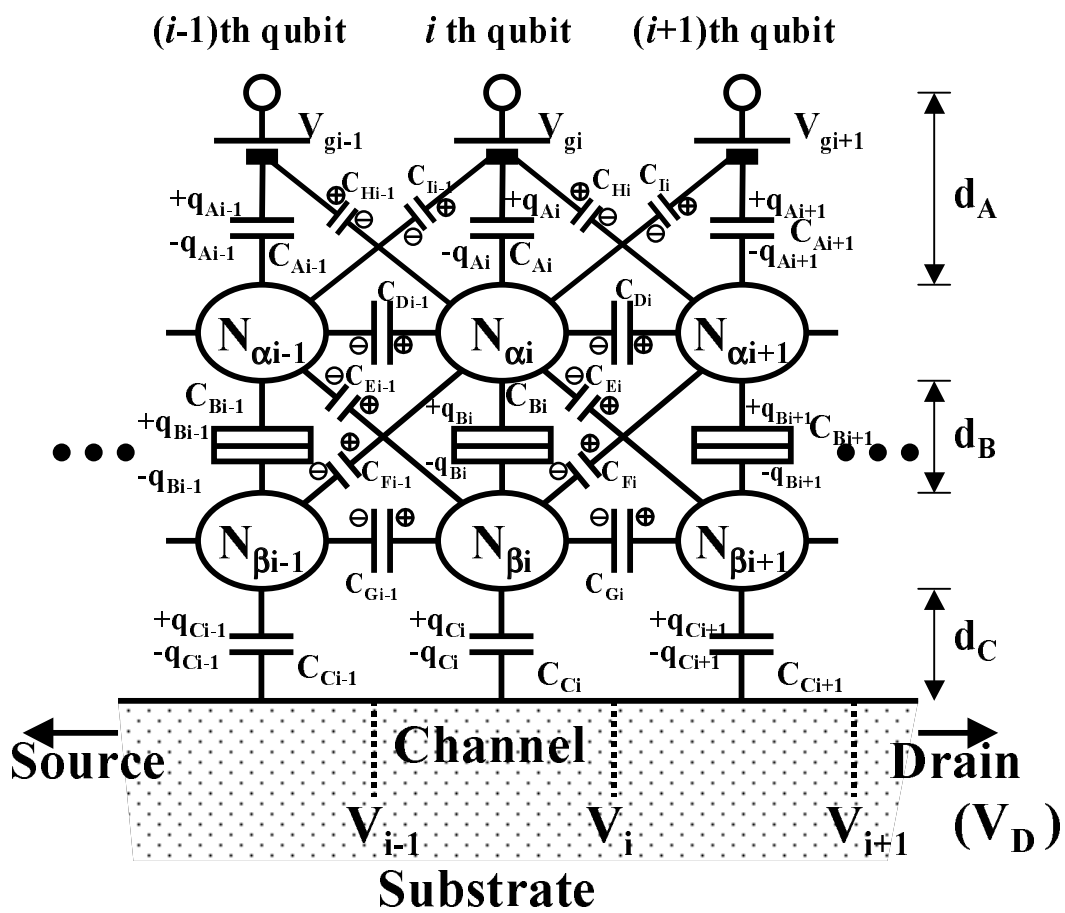 (i-1)th qubit i th qubit (i+1)th qubit
Vgi-1 Vgi Vgi+1
CHi-1 CIi-1 CHi CIi
+qAi-1 +qAi +qAi+1
dA
-qAi-1 CAi-1 -qAi CAi -qAi+1 CAi+1
CDi-1 CDi
Nαi-1 Nαi Nαi+1
CEi-1 CEi
CBi-1 CBi CBi+1
+qBi-1 +qBi +qBi+1
dB
-qBi-1 -qBi -qBi+1
CFi-1 CFi
Nβi-1 Nβi Nβi+1
CGi-1 CGi
+qCi-1 +qCi +qCi+1
-qCi-1 -qCi -qCi+1
dC
CCi-1 CCi CCi+1
Source Channel Drain
Vi-1 Vi Vi+1 (VD)
Substrate